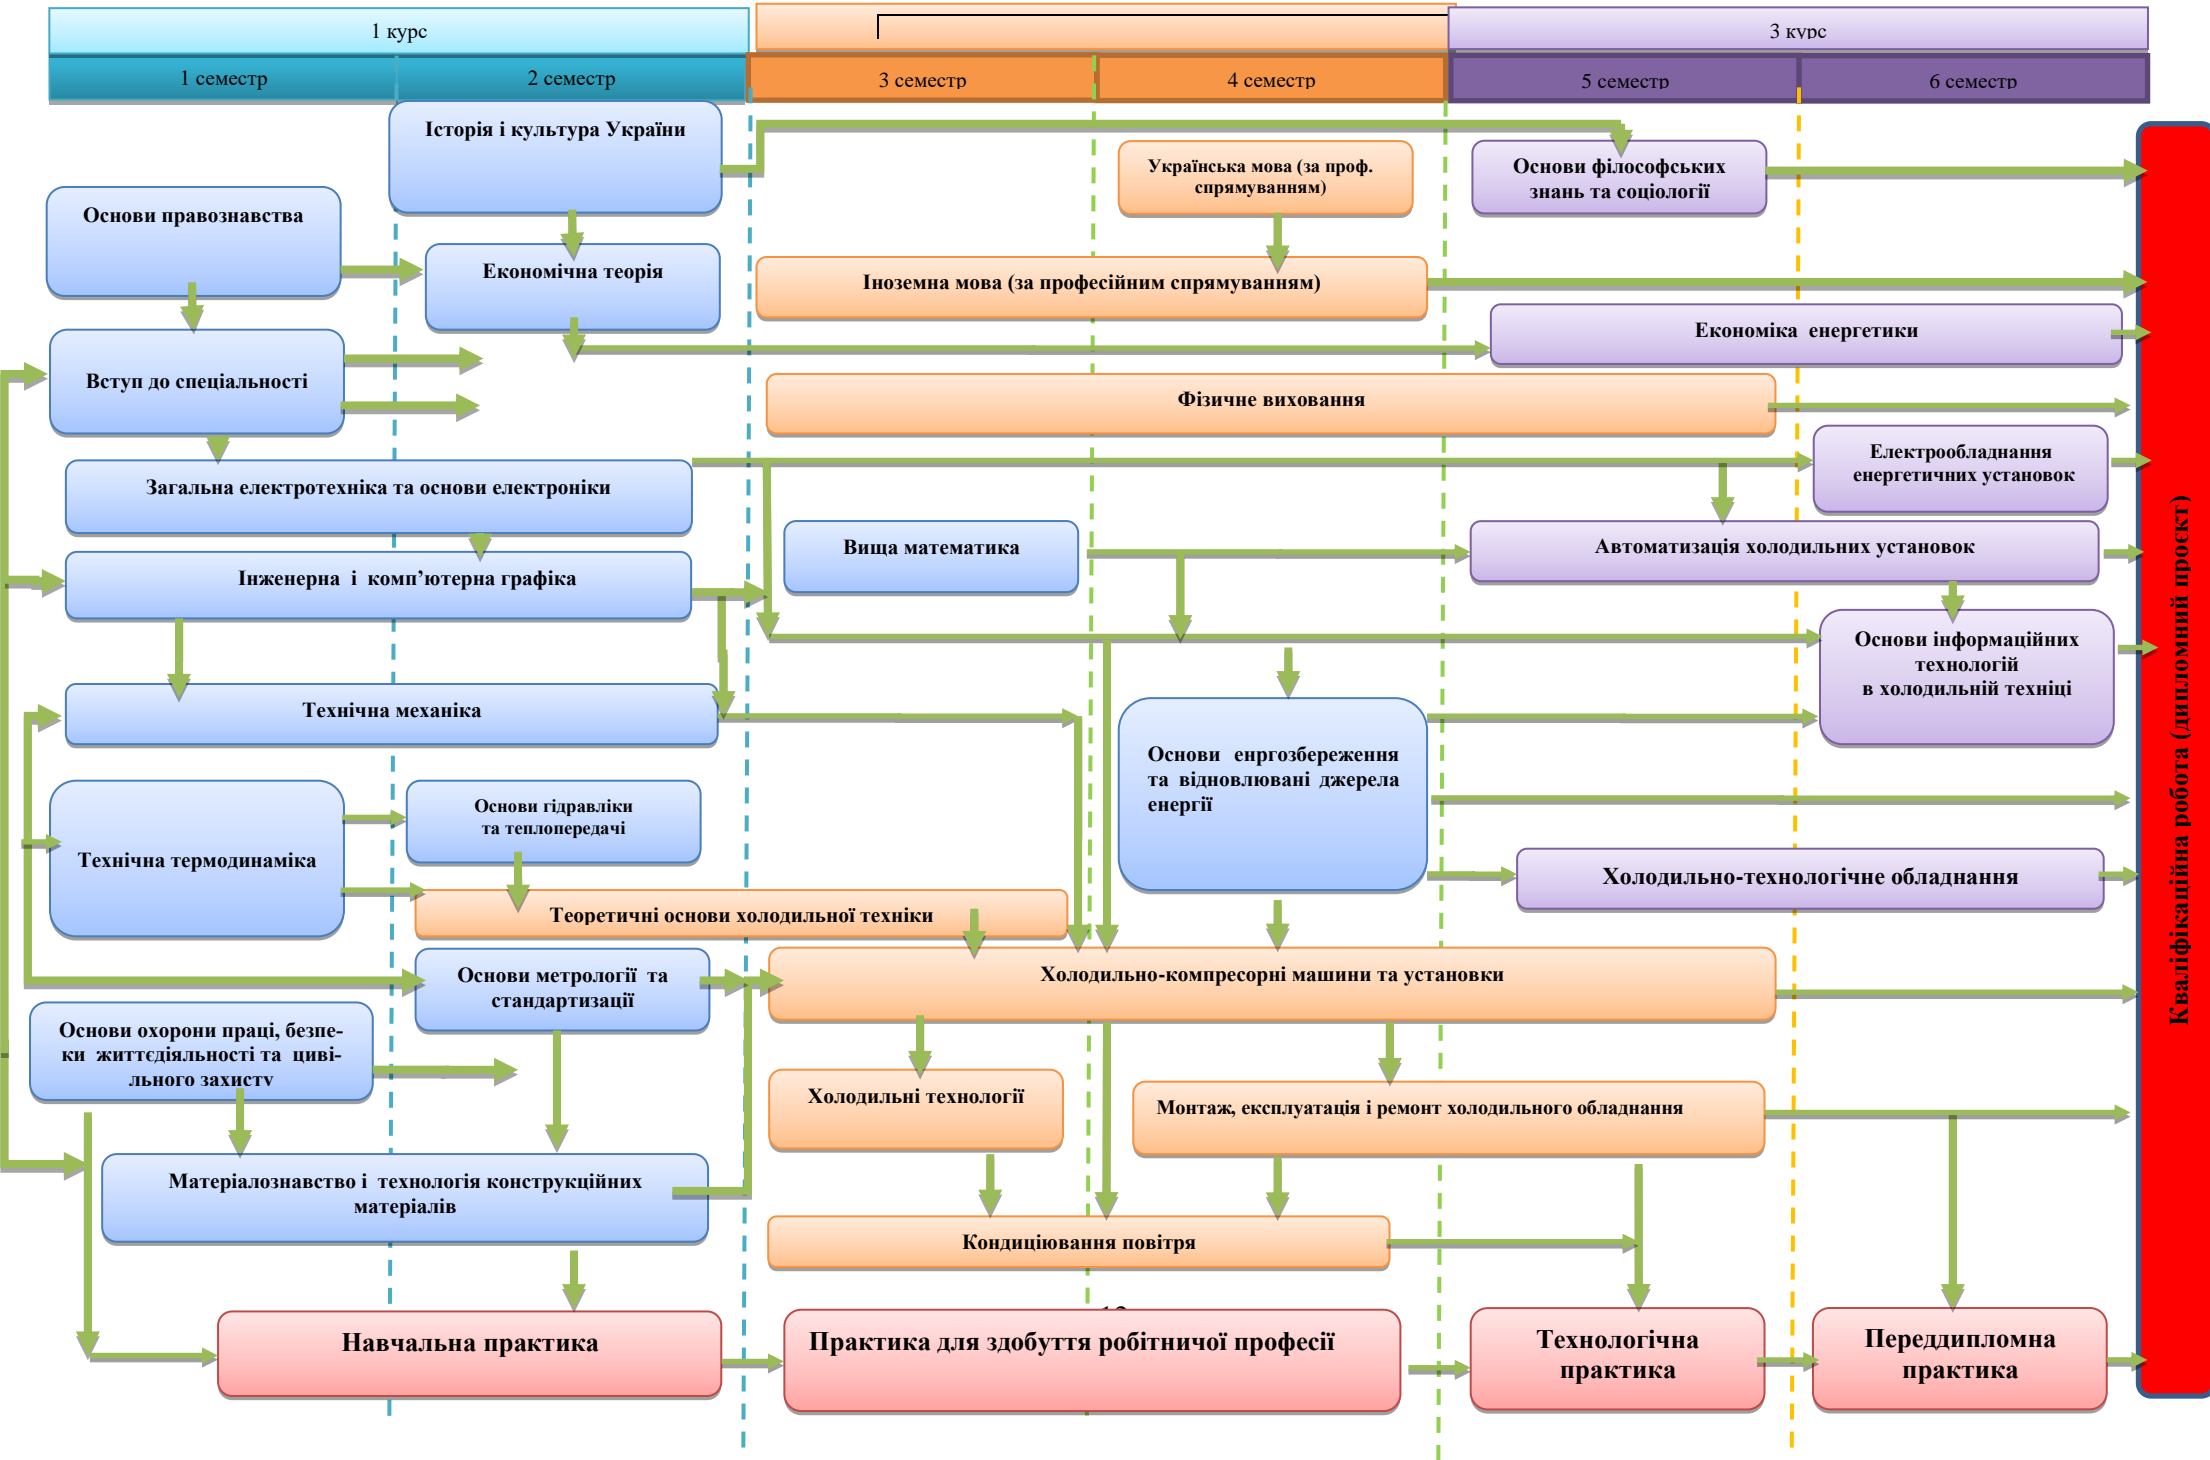 1 курс
3 курс
1 семестр
2 семестр
3 семестр
4 семестр
5 семестр
6 семестр
Історія і культура України
Українська мова (за проф.
спрямуванням)
Основи філософських
знань та соціології
Основи правознавства
Економічна теорія
Іноземна мова (за професійним спрямуванням)
Економіка енергетики
Вступ до спеціальності
Фізичне виховання
Загальна електротехніка та основи електроніки
Електрообладнання
енергетичних установок
Вища математика
Автоматизація холодильних установок
Інженерна і комп’ютерна графіка
Основи інформаційних
технологій
в холодильній техніці
Технічна механіка
Основи енргозбереження
та відновлювані джерела
енергії
Основи гідравліки
та теплопередачі
Технічна термодинаміка
Холодильно-технологічне обладнання
Теоретичні основи холодильної техніки
Основи метрології та
стандартизації
Холодильно-компресорні машини та установки
Основи охорони праці, безпе-
ки життєдіяльності та циві-
льного захисту
Холодильні технології
Монтаж, експлуатація і ремонт холодильного обладнання
Матеріалознавство і технологія конструкційних
матеріалів
Кондиціювання повітря
Навчальна практика
Практика для здобуття робітничої професії
Технологічна
практика
Переддипломна
практика
Кваліфікаційна робота (дипломний проєкт)